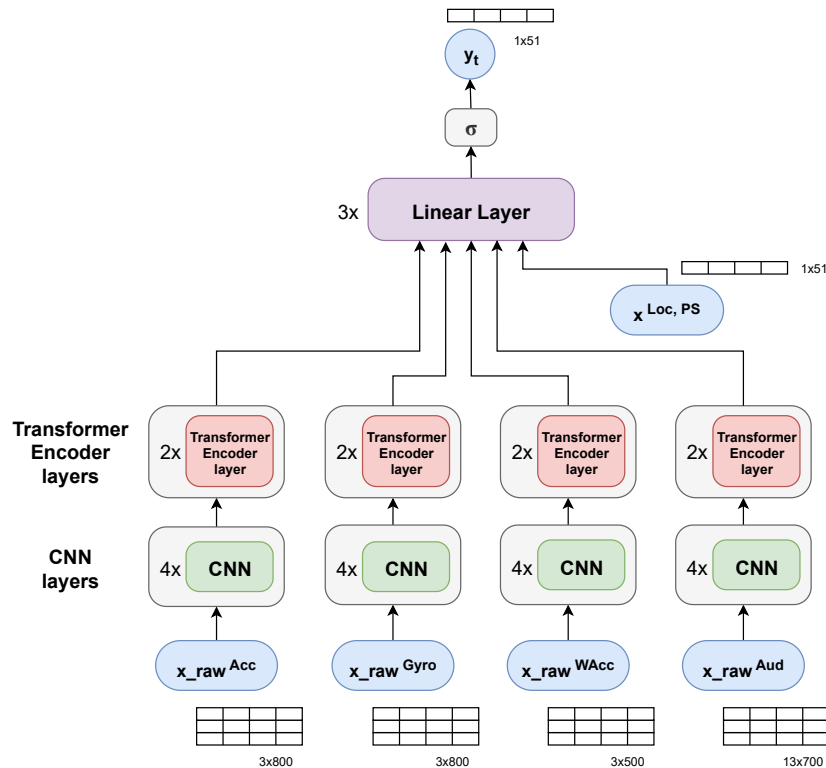 1x51
yt
σ
3x
Linear Layer
1x51
x Loc, PS
Transformer
Encoder
layers
2x
Transformer
Encoder
layer
2x
Transformer
Encoder
layer
2x
Transformer
Encoder
layer
2x
Transformer
Encoder
layer
CNN
layers
4x
CNN
4x
CNN
4x
CNN
4x
CNN
x_raw Acc
x_raw Gyro
x_raw WAcc
x_raw Aud
3x800
3x800
3x500
13x700